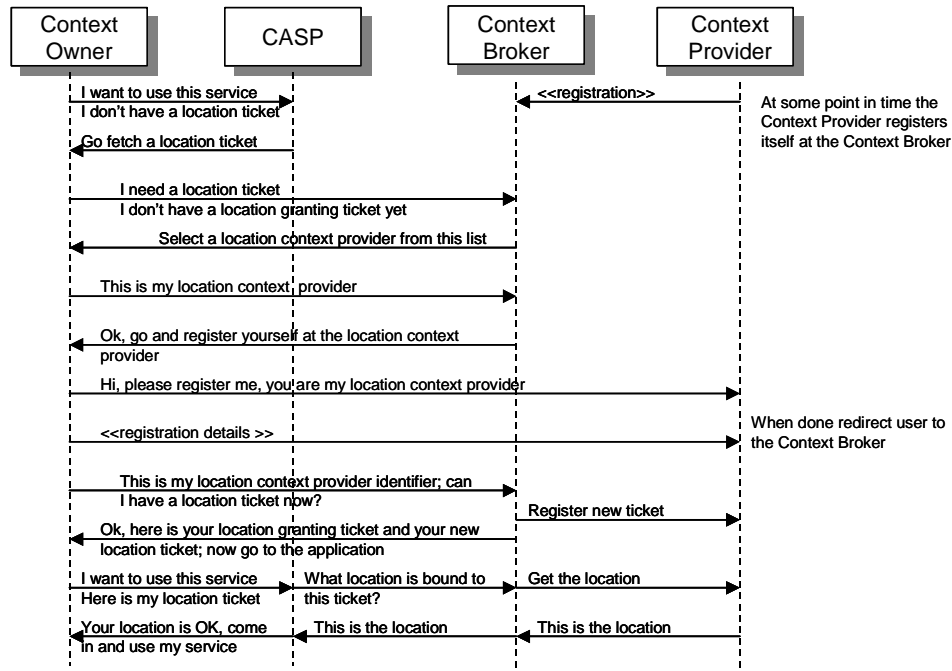 Context
Owner
CASP
Context
Broker
Context
Provider
I want to use this service
I don't have a location ticket
<<registration>>
At some point in time the
Context Provider registers
itself at the Context Broker
Go fetch a location ticket
I need a location ticket
I don't have a location granting ticket yet
Select a location context provider from this list
This is my location context provider
Ok, go and register yourself at the location context
provider
Hi, please register me, you are my location context provider
<<registration details >>
When done redirect user to
the Context Broker
This is my location context provider identifier; can
I have a location ticket now?
Register new ticket
Ok, here is your location granting ticket and your new
location ticket; now go to the application
I want to use this service
Here is my location ticket
What location is bound to
this ticket?
Get the location
Your location is OK, come
in and use my service
This is the location
This is the location